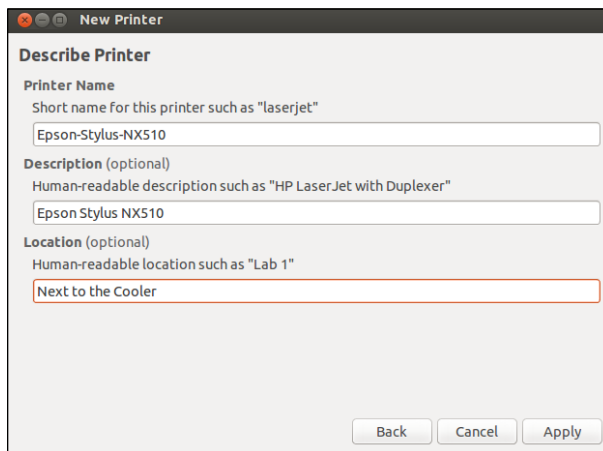 New Printer
Describe Printer
Printer Name
Short name for this printer such as "laserjet"
Epson-Stylus-NX510
Description (optional)
Human-readable description such as "HP LaserJet with Duplexer"
Epson Stylus NX510
Location (optional)
Human-readable location such as "Lab 1"
Next to the Cooler
Back Cancel Apply